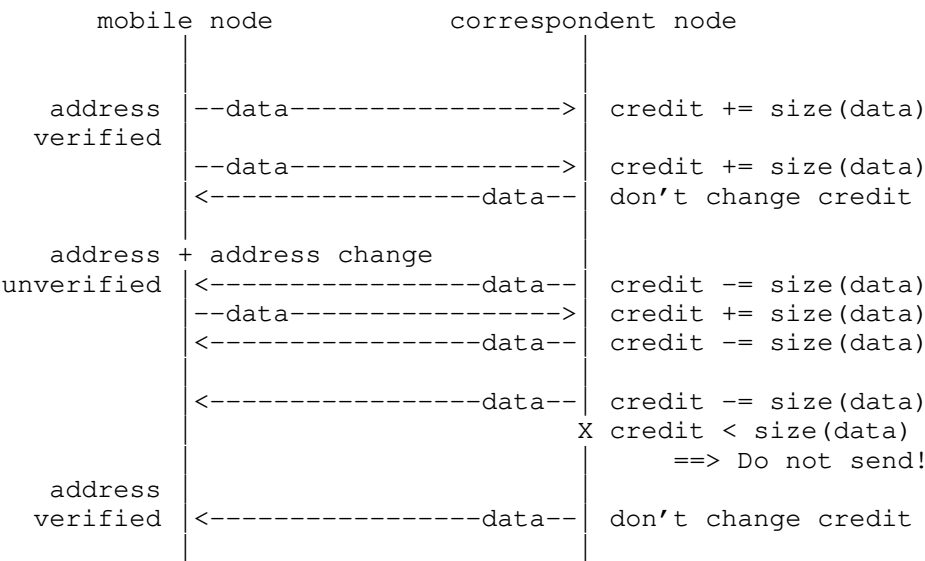 mobile node correspondent node
address |--data----------------->| credit += size(data)
verified
|--data----------------->| credit += size(data)
|<-----------------data--| don't change credit
address + address change
unverified |<-----------------data--| credit -= size(data)
|--data----------------->| credit += size(data)
|<-----------------data--| credit -= size(data)
|<-----------------data--| credit -= size(data)
X credit < size(data)
==> Do not send!
address
verified |<-----------------data--| don't change credit